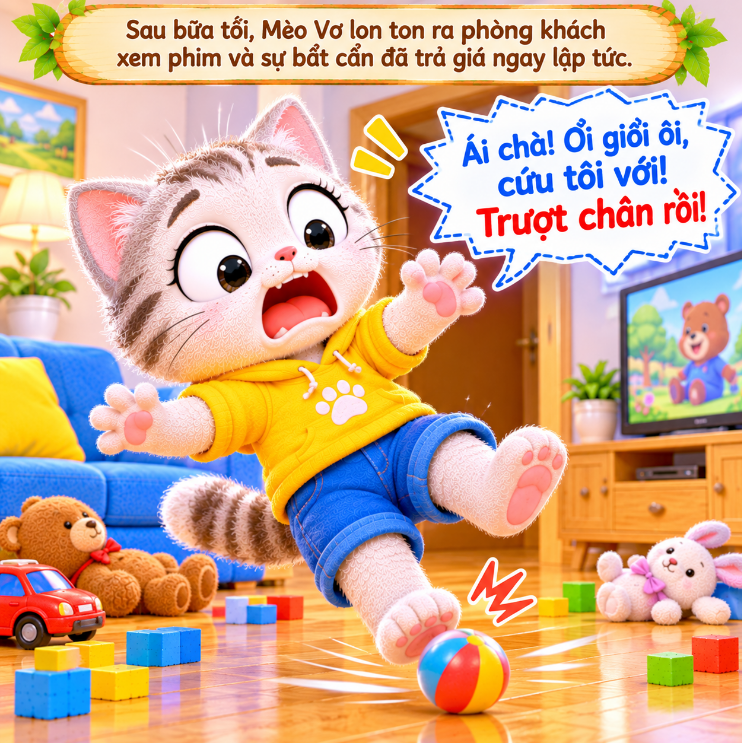 Sau bữa tối, Mèo Vơ lon ton ra phòng khách
xem phim và sự bất cẩn đã trả giá ngay lập tức.
Ái chà! Ổi giổi ôi,
cứu tôi với!
Trượt chân rồi!